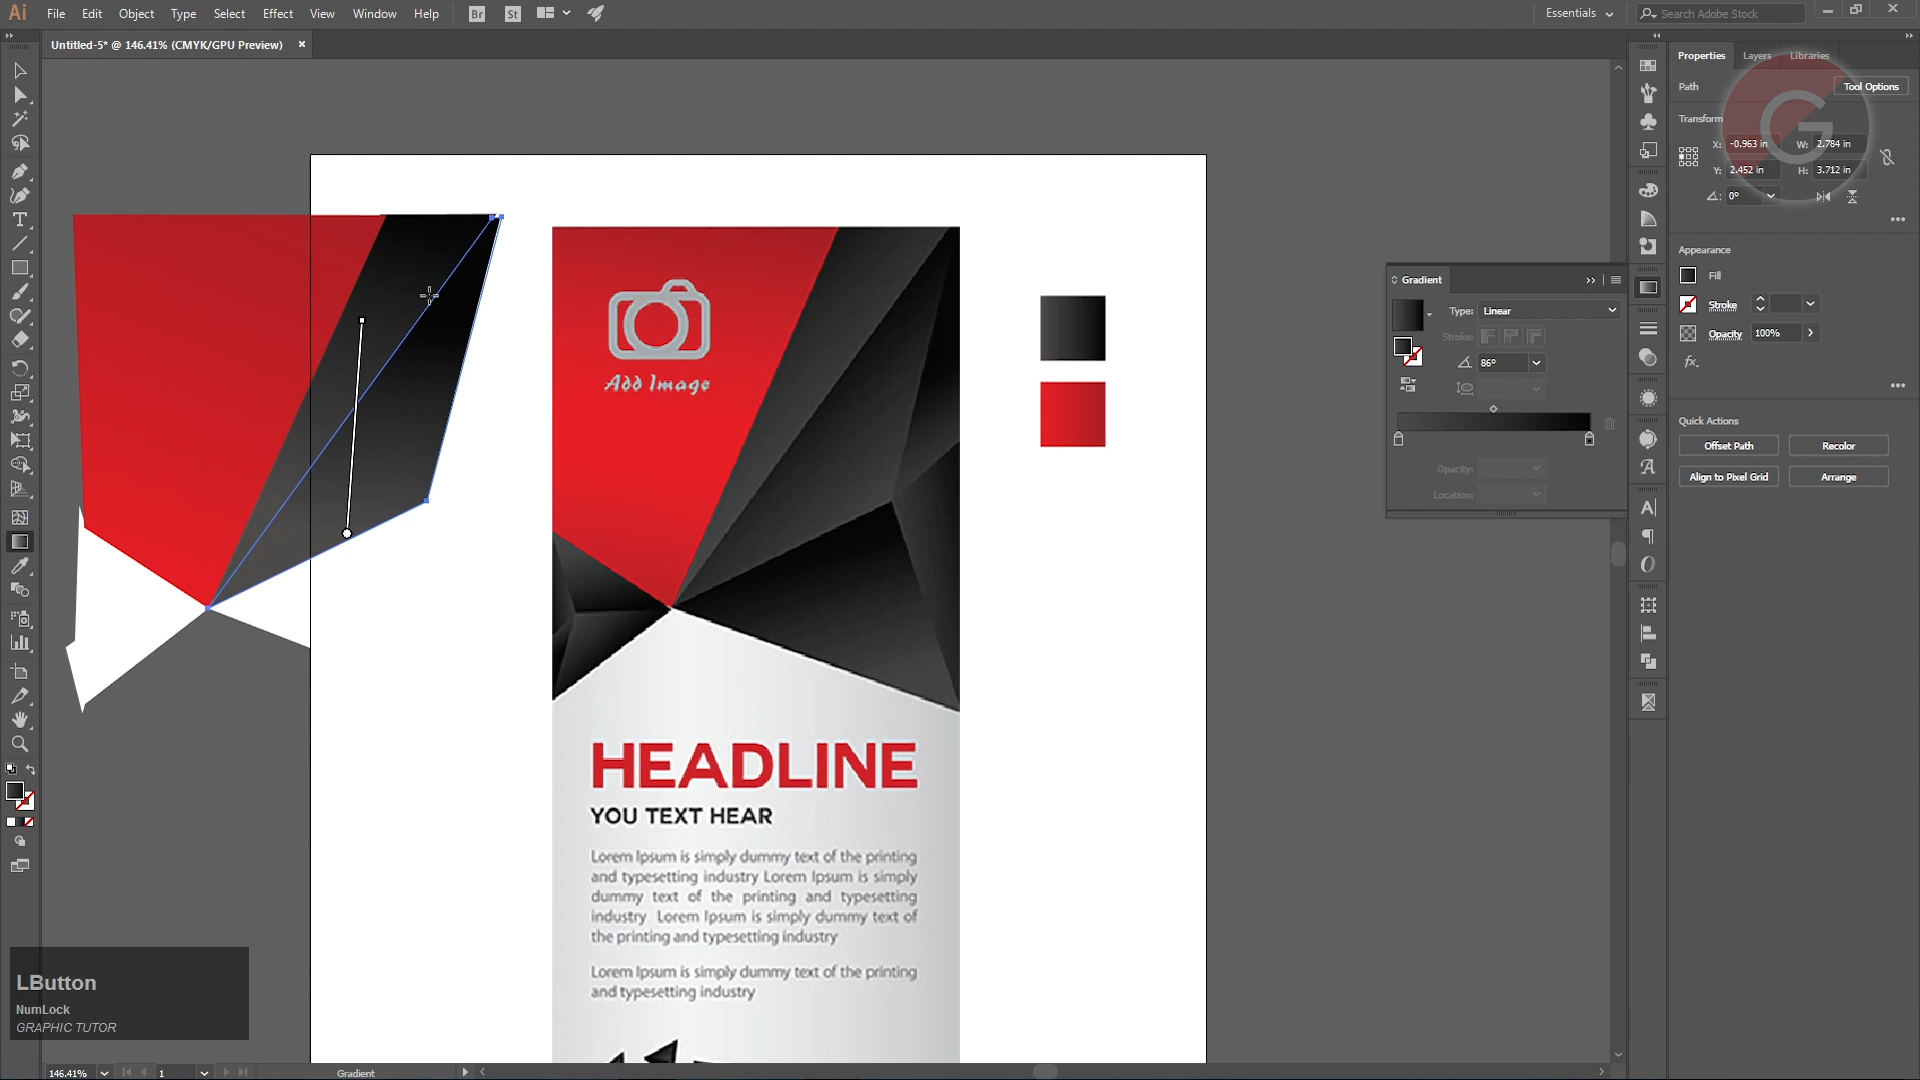 Ai File Edit Object Type Select Effect View Window Help Br St Essentials Search Adobe Stock
Untitled-5* @ 146.41% (CMYK/GPU Preview) ×
Properties Layers Libraries
Path Tool Options
Transform
X: -0.963 in W: 2.784 in
Y: 2.452 in H: 3.712 in
0°
G
Appearance
Fill
Stroke
Opacity 100%
fx.
Quick Actions
Offset Path Recolor
Align to Pixel Grid Arrange
Gradient
Type: Linear
Stroke:
86°
Opacity:
Location:
Add Image
HEADLINE
YOU TEXT HEAR
Lorem Ipsum is simply dummy text of the printing
and typesetting industry Lorem Ipsum is simply
dummy text of the printing and typesetting
industry Lorem Ipsum is simply dummy text of
the printing and typesetting industry
Lorem Ipsum is simply dummy text of the printing
and typesetting industry
LButton
NumLock
GRAPHIC TUTOR
146.41% 1 Gradient